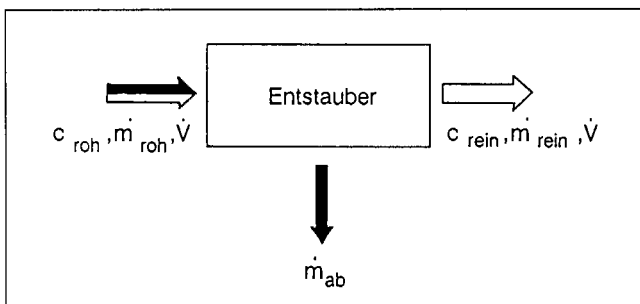 Entstauber
c roh , ṁ roh , V̇
c rein , ṁ rein , V̇
ṁ ab